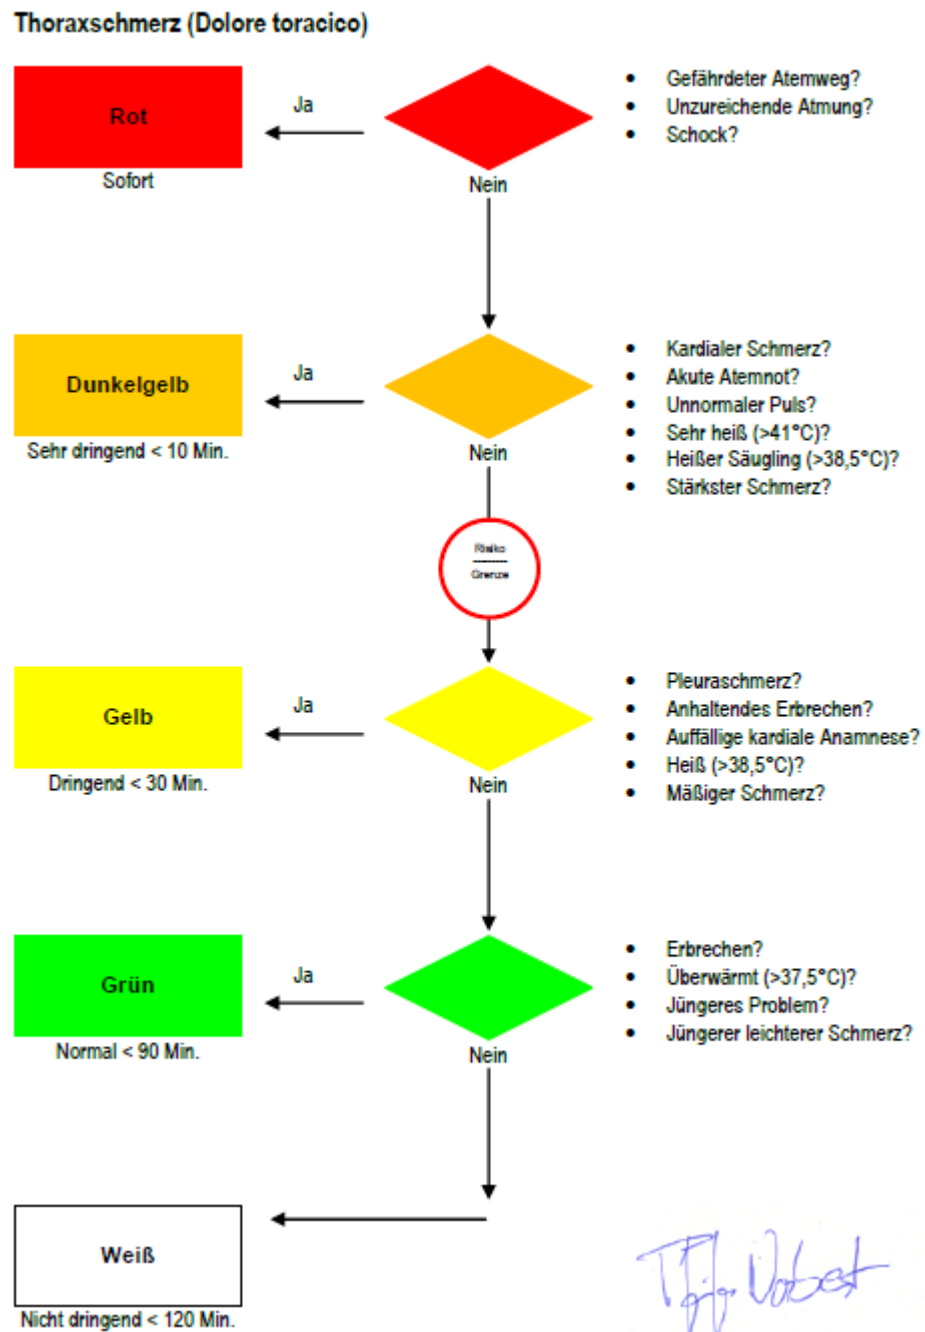 Thoraxschmerz (Dolore toracico)
Rot
Sofort
Ja
Nein
• Gefährdeter Atemweg?
• Unzureichende Atmung?
• Schock?
Dunkelgelb
Sehr dringend < 10 Min.
Ja
Nein
• Kardialer Schmerz?
• Akute Atemnot?
• Unnormaler Puls?
• Sehr heiß (>41°C)?
• Heißer Säugling (>38,5°C)?
• Stärkster Schmerz?
Risiko
Grenze
Gelb
Dringend < 30 Min.
Ja
Nein
• Pleuraschmerz?
• Anhaltendes Erbrechen?
• Auffällige kardiale Anamnese?
• Heiß (>38,5°C)?
• Mäßiger Schmerz?
Grün
Normal < 90 Min.
Ja
Nein
• Erbrechen?
• Überwärmt (>37,5°C)?
• Jüngeres Problem?
• Jüngerer leichterer Schmerz?
Weiß
Nicht dringend < 120 Min.